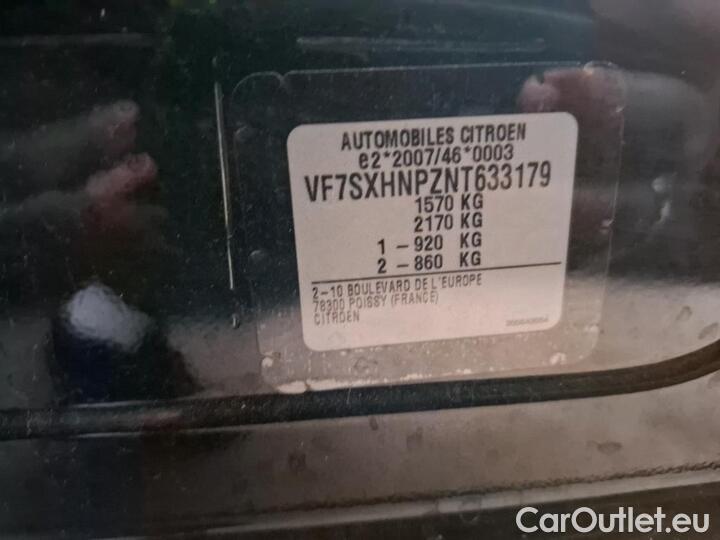 AUTOMOBILES CITROEN
e2*2007/46*0003
VF7SXHNPZNT633179
1570 KG
2170 KG
1 – 920 KG
2 – 860 KG
2–10 BOULEVARD DE L'EUROPE
78300 POISSY (FRANCE)
CITROEN
CarOutlet.eu